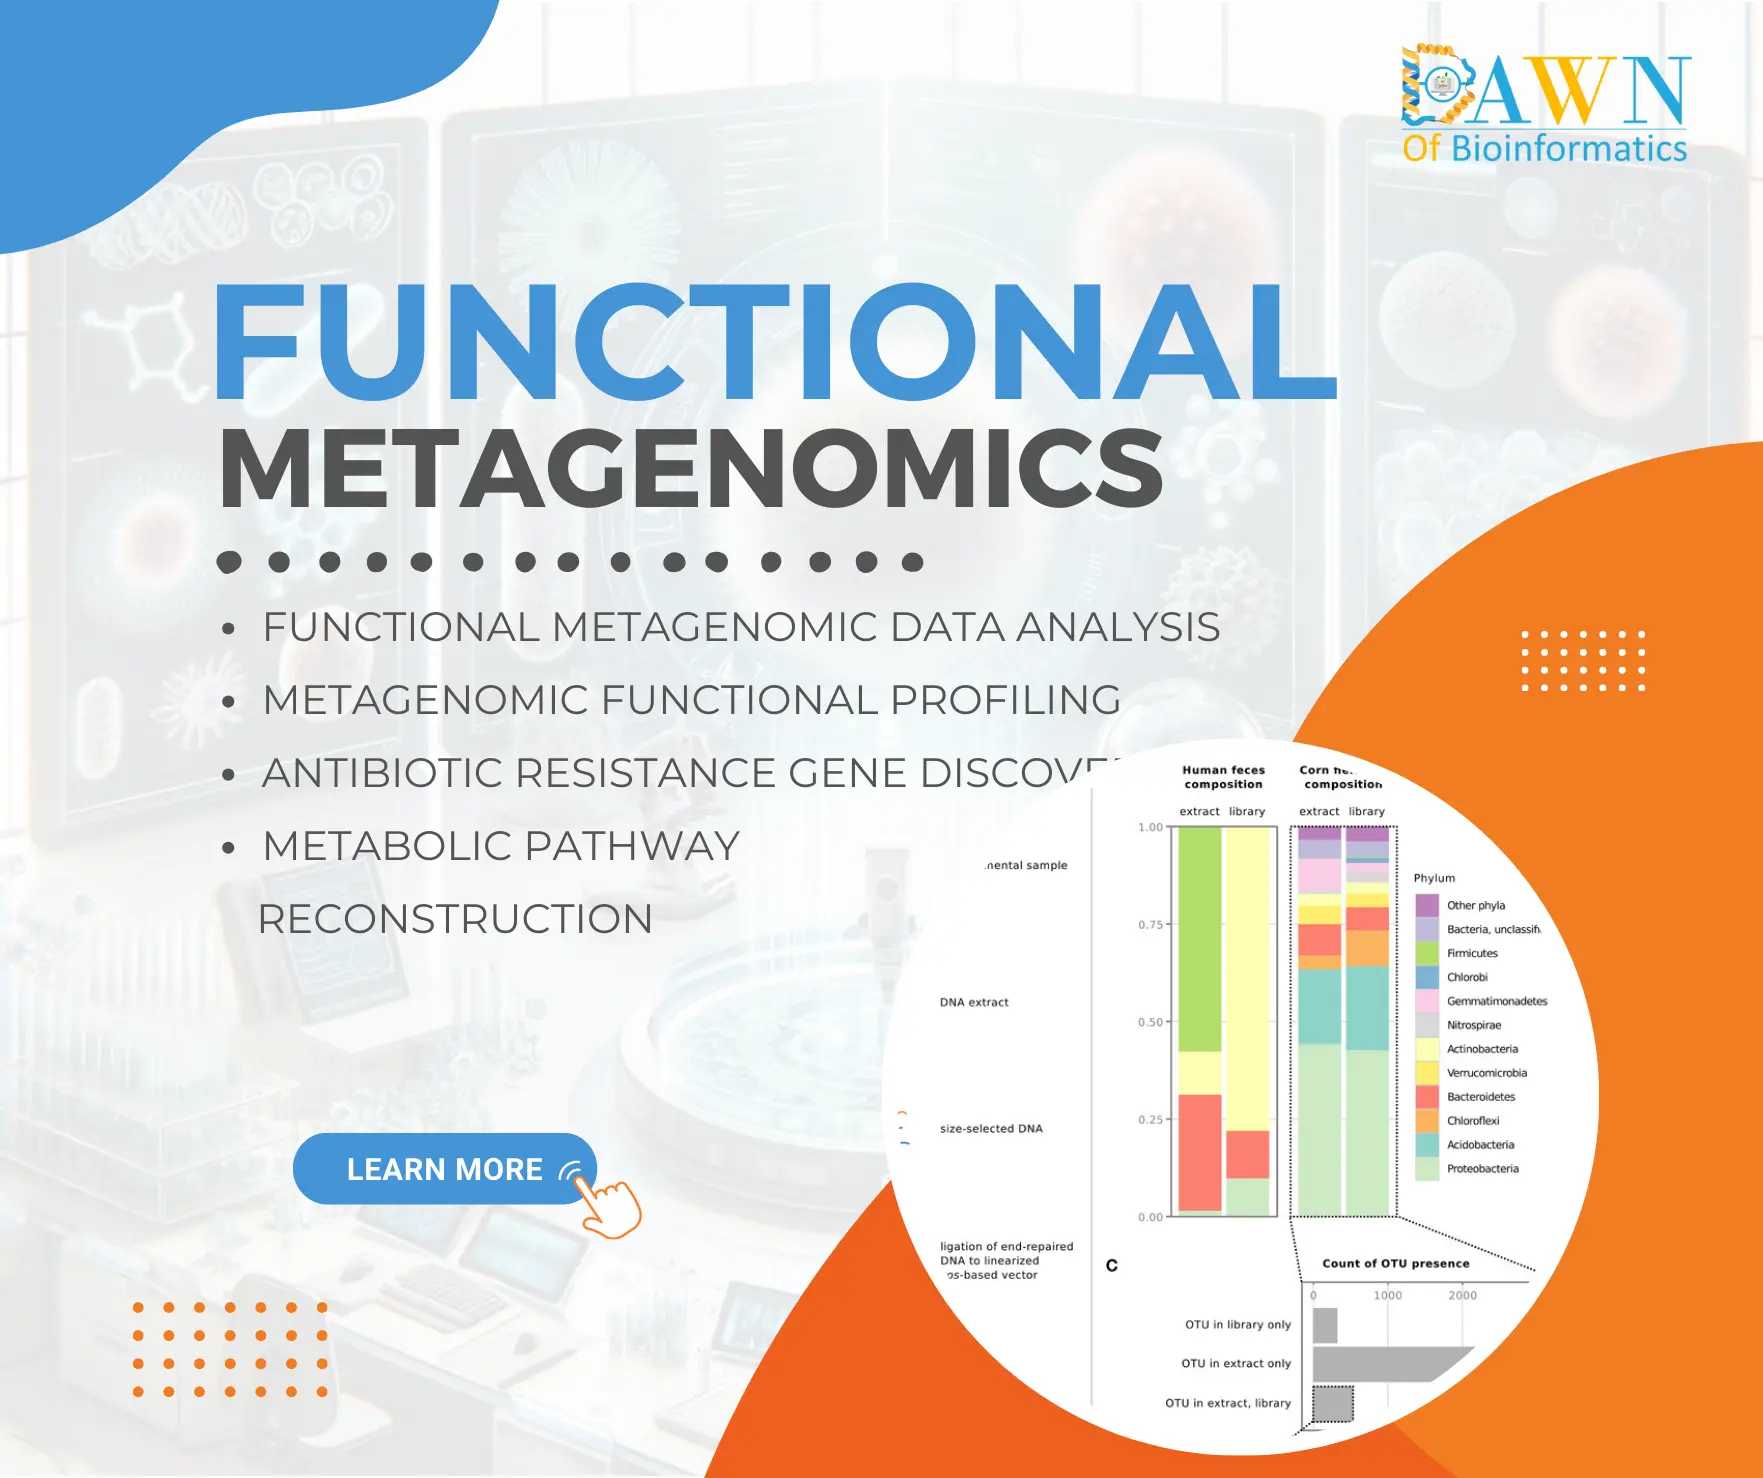 DAWN
Of Bioinformatics
FUNCTIONAL
METAGENOMICS
• FUNCTIONAL METAGENOMIC DATA ANALYSIS
• METAGENOMIC FUNCTIONAL PROFILING
• ANTIBIOTIC RESISTANCE GENE
• METABOLIC PATHWAY
RECONSTRUCTION
LEARN MORE
sample
DNA extract
size-selected DNA
ligation of end-repaired
DNA to linearized
vector
Human feces
composition
extract library
1.00
0.75
0.50
0.25
0.00
Corn
composition
extract library
Phylum
Other phyla
Bacteria,
Firmicutes
Chlorobi
Gemmatimonadetes
Nitrospirae
Actinobacteria
Verrucomicrobia
Bacteroidetes
Chloroflexi
Acidobacteria
Proteobacteria
C
Count of OTU presence
0 1000 2000
OTU in library only
OTU in extract only
OTU in extract, library